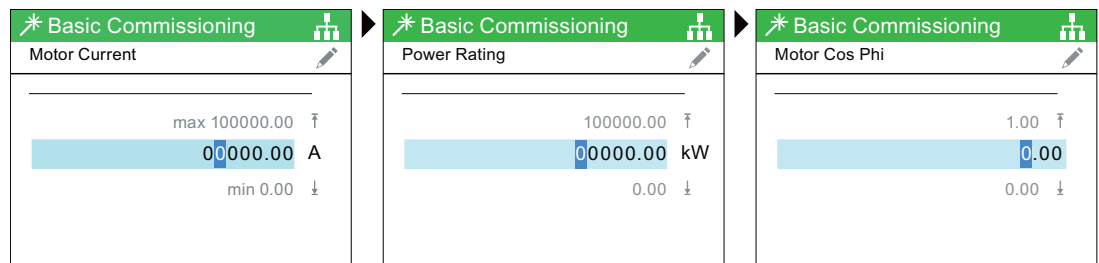 Basic Commissioning
Motor Current
max 100000.00
00000.00 A
min 0.00
Basic Commissioning
Power Rating
100000.00
00000.00 kW
0.00
Basic Commissioning
Motor Cos Phi
1.00
0.00
0.00